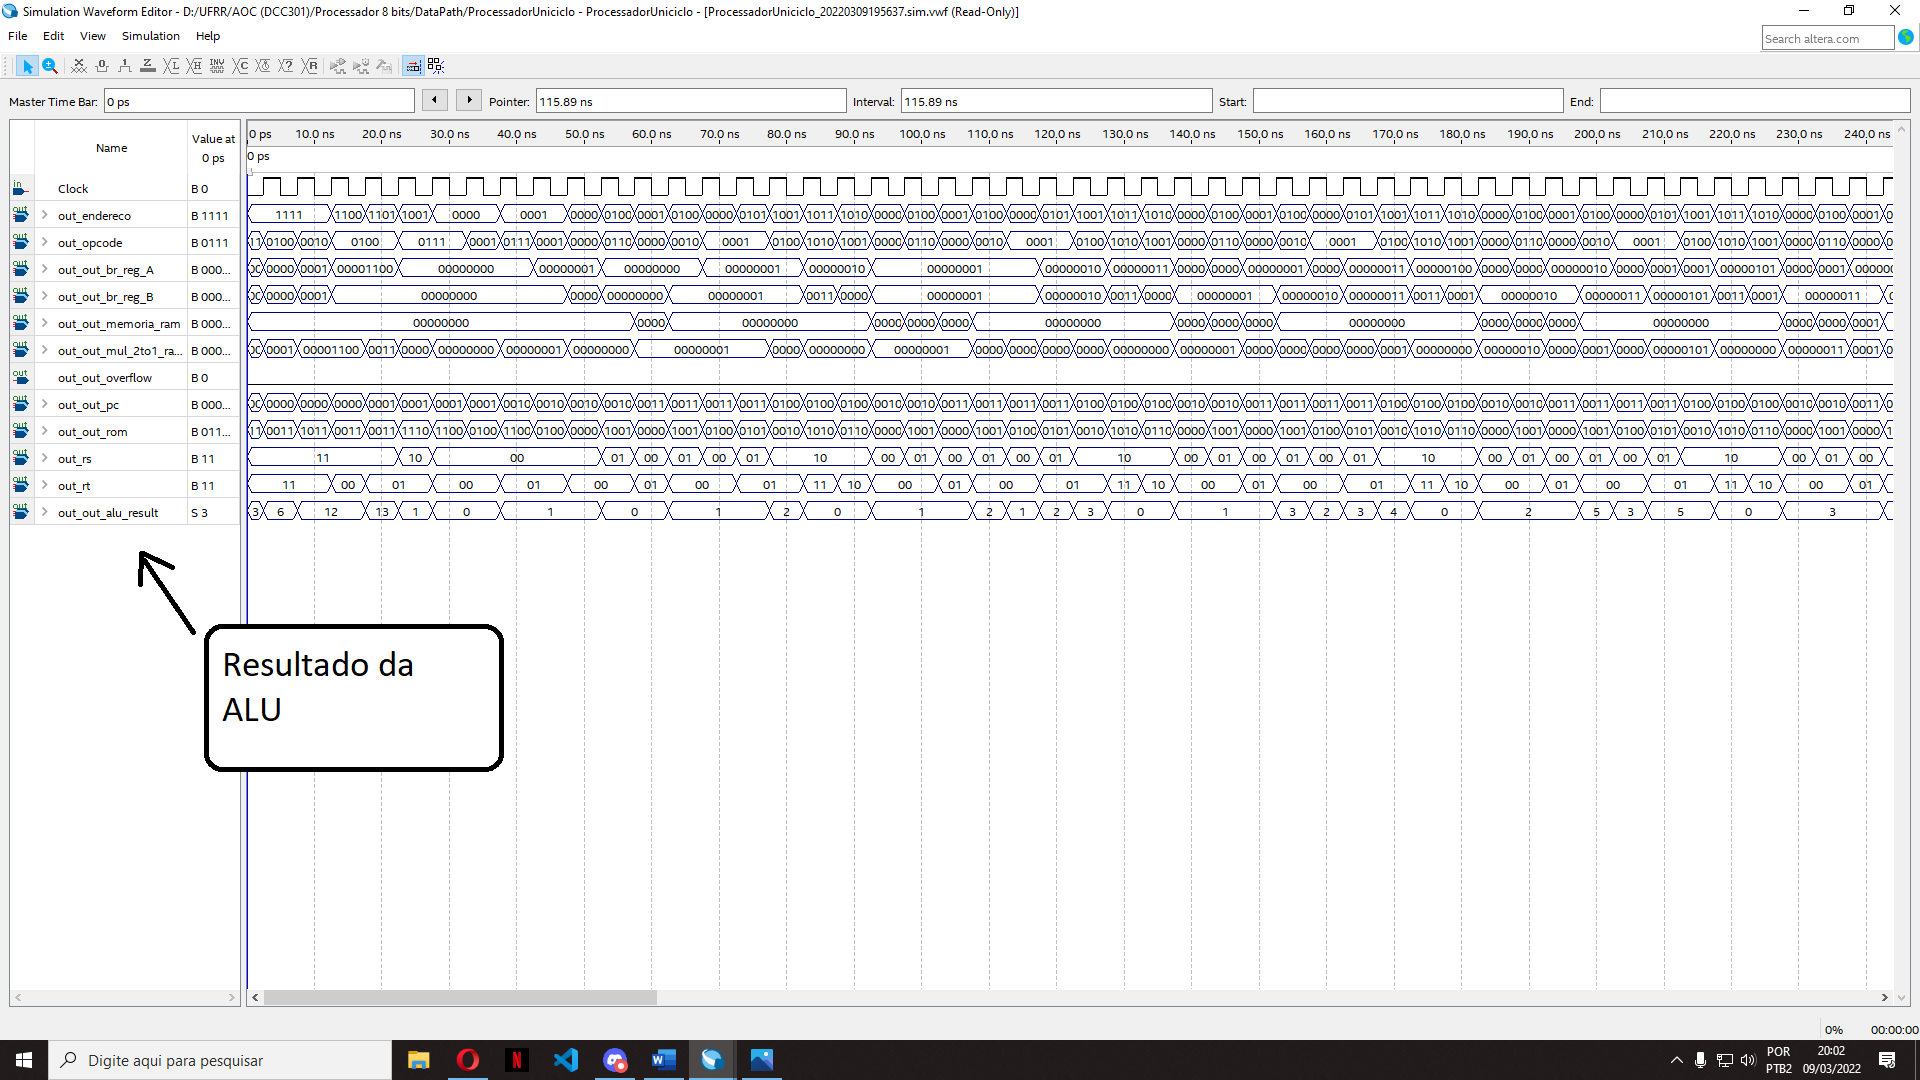 Simulation Waveform Editor - D:/UFRR/AOC (DCC301)/Processador 8 bits/DataPath/ProcessadorUniciclo - ProcessadorUniciclo - [ProcessadorUniciclo_20220309195637.sim.vwf (Read-Only)]
File Edit View Simulation Help
Search altera.com
Master Time Bar: 0 ps Pointer: 115.89 ns Interval: 115.89 ns Start: End:
Name Value at 0 ps
0 ps 10.0 ns 20.0 ns 30.0 ns 40.0 ns 50.0 ns 60.0 ns 70.0 ns 80.0 ns 90.0 ns 100.0 ns 110.0 ns 120.0 ns 130.0 ns 140.0 ns 150.0 ns 160.0 ns 170.0 ns 180.0 ns 190.0 ns 200.0 ns 210.0 ns 220.0 ns 230.0 ns 240.0 ns
0 ps
Clock B 0
out_endereco B 1111 1111 1100 1101 1001 0000 0001 0000 0100 0001 0100 0000 0101 1001 1011 1010 0000 0100 0001 0100 0000 0101 1001 1011 1010 0000 0100 0001 0100 0000 0101 1001 1011 1010 0000 0100 0001 0100 0000 0101 1001 1011 1010 0000 0100 0001
out_opcode B 0111 0100 0010 0100 0111 0001 0111 0001 0000 0110 0000 0010 0001 0100 1010 1001 0000 0110 0000 0010 0001 0100 1010 1001 0000 0110 0000 0010 0001 0100 1010 1001 0000 0110 0000 0010 0001 0100 1010 1001 0000 0110 0000
out_out_br_reg_A B 000... 0000 0001 00001100 00000000 00000001 00000000 00000001 00000010 00000001 00000010 00000011 0000 0000 00000001 0000 00000011 00000100 0000 0000 00000010 0000 0001 00000101 0000 0001
out_out_br_reg_B B 000... 0000 0001 00000000 0000 00000000 00000001 0011 0000 00000001 00000010 0011 0000 00000001 00000010 00000011 0011 0001 00000010 00000011 00000101 0011 0001 00000011
out_out_memoria_ram B 000... 00000000 0000 00000000 0000 0000 0000 00000000 0000 0000 0000 00000000 0000 0000 0000 00000000 0000 0000 0001
out_out_mul_2to1_ra... B 000... 0001 00001100 0011 0000 00000000 00000001 00000000 00000001 0000 00000000 00000001 0000 0000 0000 0000 00000000 00000001 0000 0000 0000 0001 00000000 00000010 0000 0001 0000 00000101 00000000 00000011 0001
out_out_overflow B 0
out_out_pc B 000... 0000 0000 0000 0001 0001 0001 0001 0010 0010 0010 0010 0011 0011 0011 0011 0100 0100 0010 0010 0011 0011 0011 0011 0100 0100 0100 0010 0010 0011 0011 0011 0100 0100 0100 0010 0010 0011 0011 0011 0100 0100 0010 0010 0011
out_out_rom B 011... 0011 1011 0011 0011 1110 1100 0100 1100 0100 0000 1001 0000 1001 0100 0101 0010 1010 0110 0000 1001 0000 1001 0100 0101 0010 1010 0110 0000 1001 0000 1001 0100 0101 0010 1010 0110 0000 1001 0000 1001 0100 0101 1010 0110 0000 1001 0000
out_rs B 11 11 10 00 01 00 01 00 01 10 00 01 00 01 00 01 10 00 01 00 01 00 01 10 00 01 00 01 00 01 10 00 01 00
out_rt B 11 11 00 01 00 01 00 01 00 01 11 10 00 01 00 01 11 10 00 01 00 01 11 10 00 01 00 01 11 10 00 01
out_out_alu_result S 3 3 6 12 13 1 0 1 0 1 2 0 1 2 1 2 3 0 1 3 2 3 4 0 2 5 3 5 0 3
Resultado da
ALU
0% 00:00:00
Digite aqui para pesquisar
POR
PTB2
20:02
09/03/2022